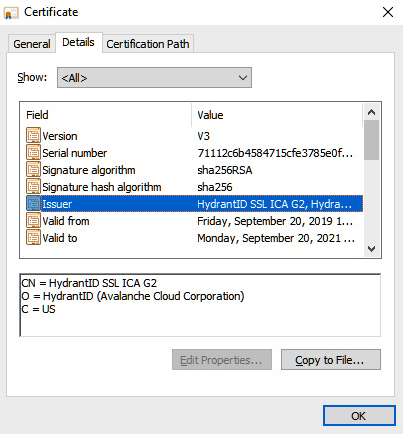 Certificate
General Details Certification Path
Show: <All>
Field Value
Version V3
Serial number 71112c6b4584715cfe3785e0f...
Signature algorithm sha256RSA
Signature hash algorithm sha256
Issuer HydrantID SSL ICA G2, Hydra...
Valid from Friday, September 20, 2019 1...
Valid to Monday, September 20, 2021 ...
CN = HydrantID SSL ICA G2
O = HydrantID (Avalanche Cloud Corporation)
C = US
Edit Properties... Copy to File...
OK